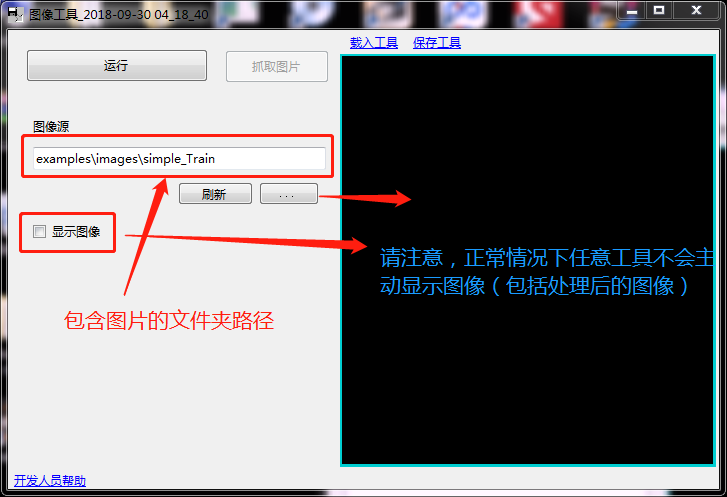 图像工具_2018-09-30 04_18_40
载入工具 保存工具
运行 抓取图片
图像源
examples\images\simple_Train
刷新 ...
显示图像
请注意，正常情况下任意工具不会主
动显示图像（包括处理后的图像）
包含图片的文件夹路径
开发人员帮助